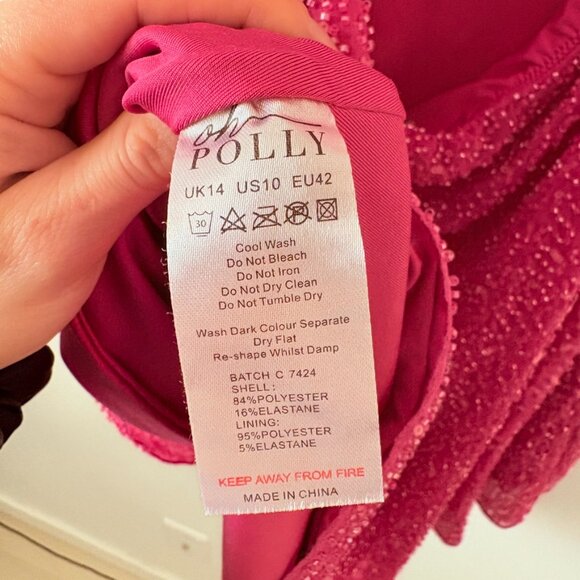 oh
POLLY
UK14 US10 EU42
30
Cool Wash
Do Not Bleach
Do Not Iron
Do Not Dry Clean
Do Not Tumble Dry
Wash Dark Colour Separate
Dry Flat
Re-shape Whilst Damp
BATCH C 7424
SHELL:
84%POLYESTER
16%ELASTANE
LINING:
95%POLYESTER
5%ELASTANE
KEEP AWAY FROM FIRE
MADE IN CHINA